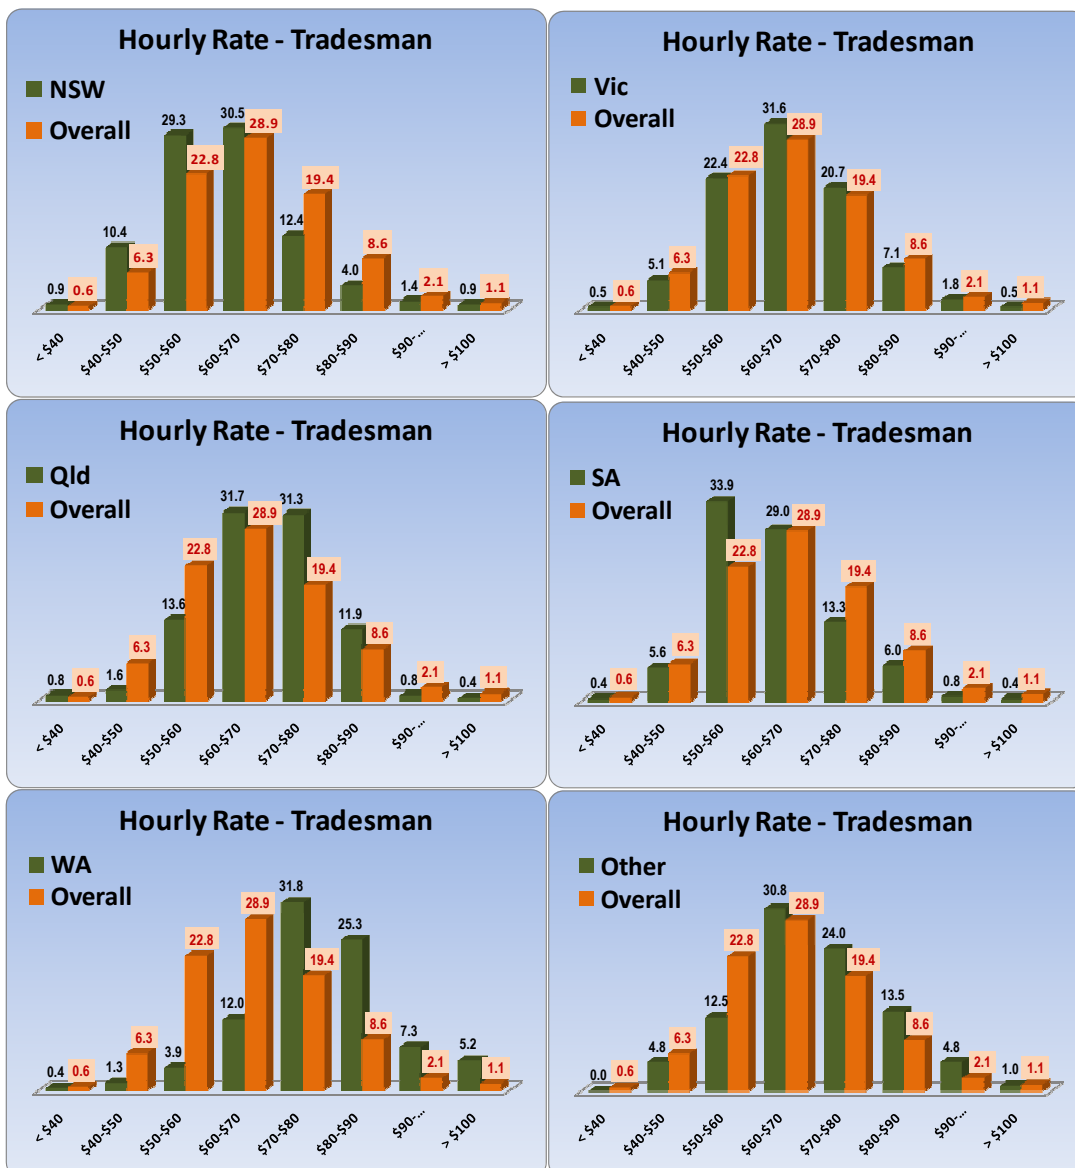 Hourly Rate - Tradesman
NSW
Overall
0.9 0.6 10.4 6.3 29.3 22.8 30.5 28.9 12.4 19.4 4.0 8.6 1.4 2.1 0.9 1.1
< $40 $40-$50 $50-$60 $60-$70 $70-$80 $80-$90 $90-... > $100
Hourly Rate - Tradesman
Vic
Overall
0.5 0.6 5.1 6.3 22.4 22.8 31.6 28.9 20.7 19.4 7.1 8.6 1.8 2.1 0.5 1.1
< $40 $40-$50 $50-$60 $60-$70 $70-$80 $80-$90 $90-... > $100
Hourly Rate - Tradesman
Qld
Overall
0.8 0.6 1.6 6.3 13.6 22.8 31.7 28.9 31.3 19.4 11.9 8.6 0.8 2.1 0.4 1.1
< $40 $40-$50 $50-$60 $60-$70 $70-$80 $80-$90 $90-... > $100
Hourly Rate - Tradesman
SA
Overall
0.4 0.6 5.6 6.3 33.9 22.8 29.0 28.9 13.3 19.4 6.0 8.6 0.8 2.1 0.4 1.1
< $40 $40-$50 $50-$60 $60-$70 $70-$80 $80-$90 $90-... > $100
Hourly Rate - Tradesman
WA
Overall
0.4 0.6 1.3 6.3 3.9 22.8 12.0 28.9 31.8 19.4 25.3 8.6 7.3 2.1 5.2 1.1
< $40 $40-$50 $50-$60 $60-$70 $70-$80 $80-$90 $90-... > $100
Hourly Rate - Tradesman
Other
Overall
0.0 0.6 4.8 6.3 12.5 22.8 30.8 28.9 24.0 19.4 13.5 8.6 4.8 2.1 1.0 1.1
< $40 $40-$50 $50-$60 $60-$70 $70-$80 $80-$90 $90-... > $100